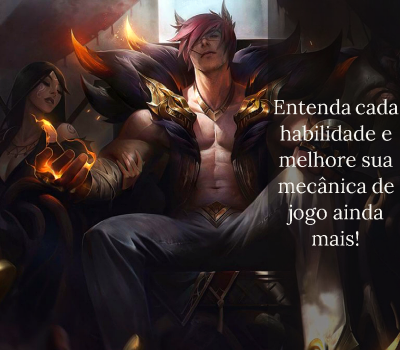 Entenda cada
habilidade e
melhore sua
mecânica de
jogo ainda
mais!